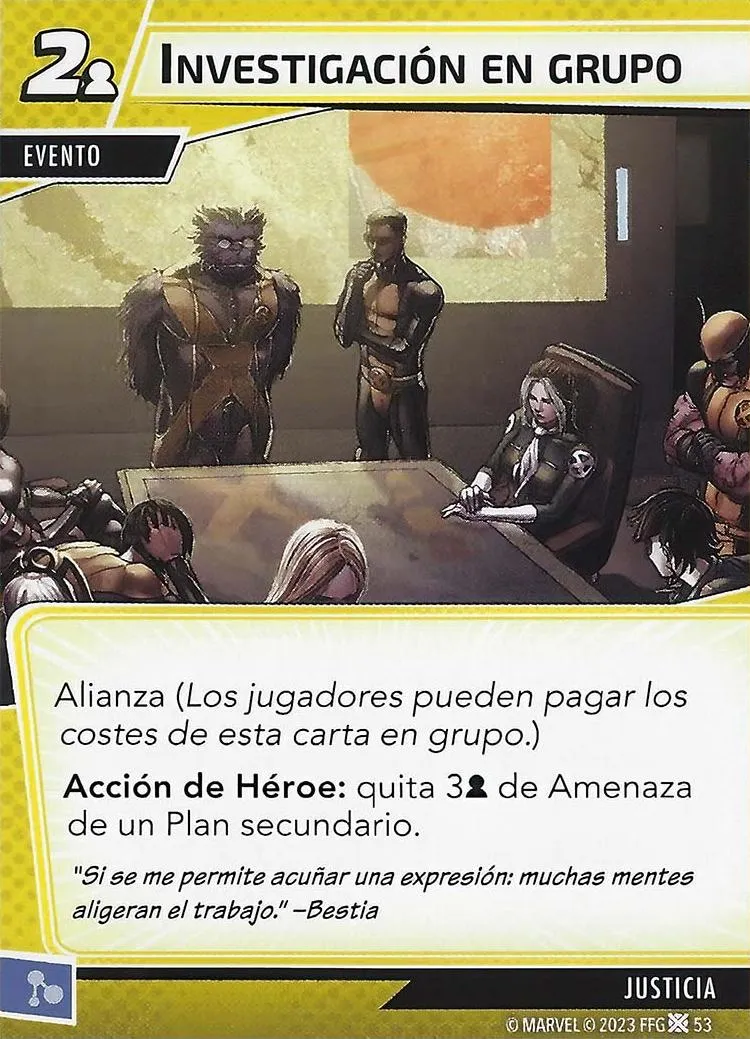 2
INVESTIGACIÓN EN GRUPO
EVENTO
Alianza (Los jugadores pueden pagar los
costes de esta carta en grupo.)
Acción de Héroe: quita 3 de Amenaza
de un Plan secundario.
"Si se me permite acuñar una expresión: muchas mentes
aligeran el trabajo." –Bestia
JUSTICIA
© MARVEL © 2023 FFG 53